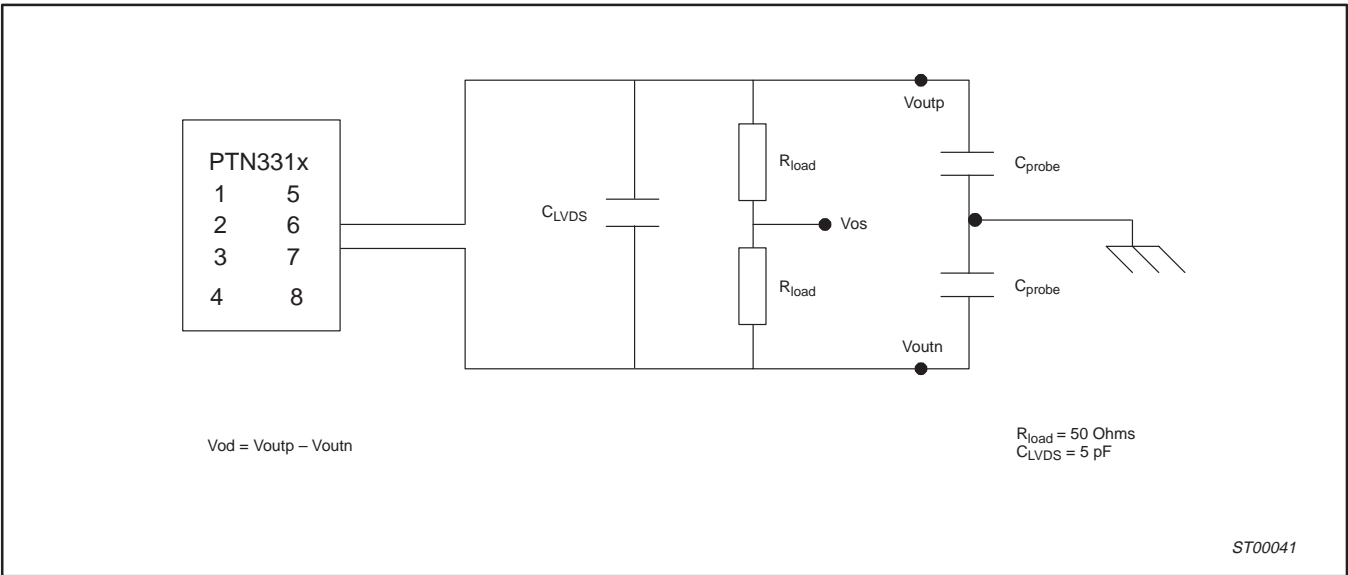 PTN331x
1 5
2 6
3 7
4 8
CLVDS
Rload
Rload
Vos
Voutp
Voutn
Cprobe
Cprobe
Vod = Voutp – Voutn
Rload = 50 Ohms
CLVDS = 5 pF
ST00041